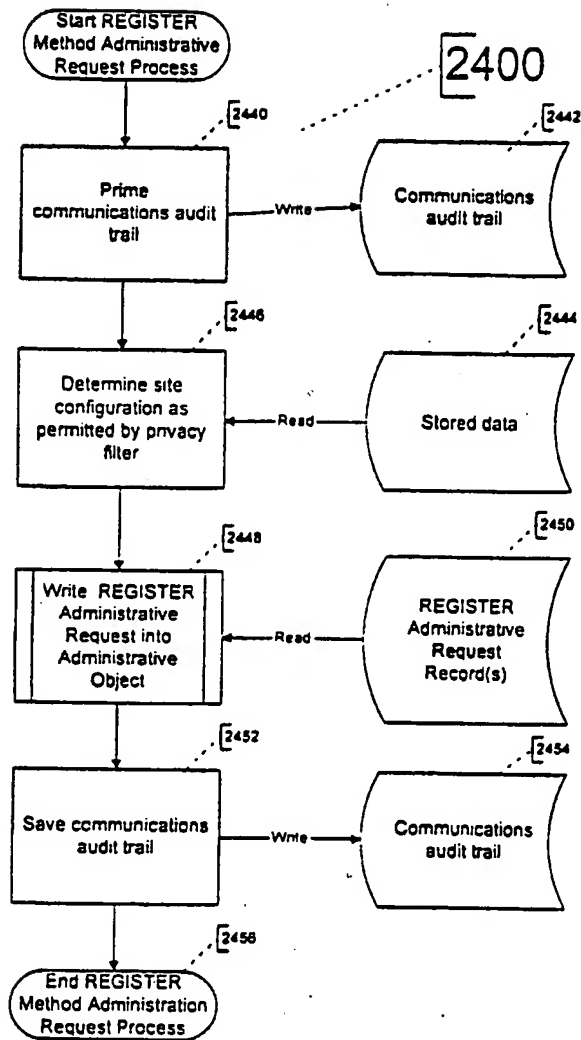 Start REGISTER
Method Administrative
Request Process
2400
2440
2442
Prime
communications audit
trail
Write
Communications
audit trail
2446
2444
Determine site
configuration as
permitted by privacy
filter
Read
Stored data
2448
2450
Write REGISTER
Administrative
Request into
Administrative
Object
Read
REGISTER
Administrative
Request
Record(s)
2452
2454
Save communications
audit trail
Write
Communications
audit trail
2456
End REGISTER
Method Administration
Request Process